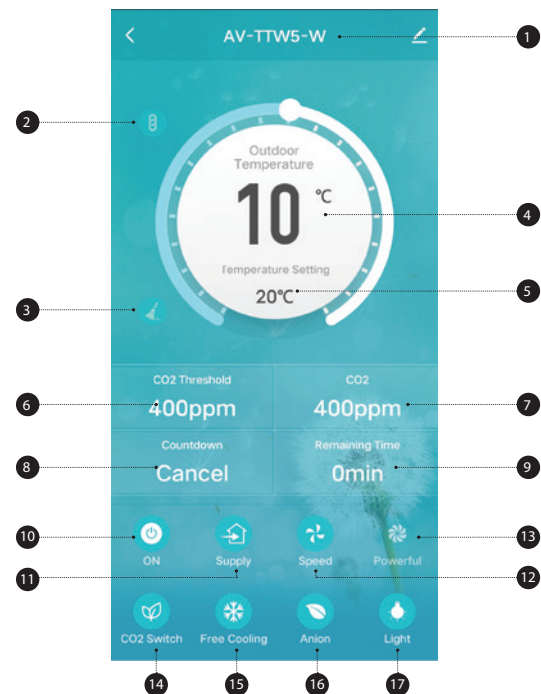 AV-TTW5-W
1
2
Outdoor
Temperature
10 °C
4
Temperature Setting
20°C
5
3
CO2 Threshold
CO2
6
400ppm
400ppm
7
Countdown
Remaining Time
8
Cancel
0min
9
10
13
ON
Supply
Speed
Powerful
11
12
CO2 Switch
Free Cooling
Anion
Light
14
15
16
17